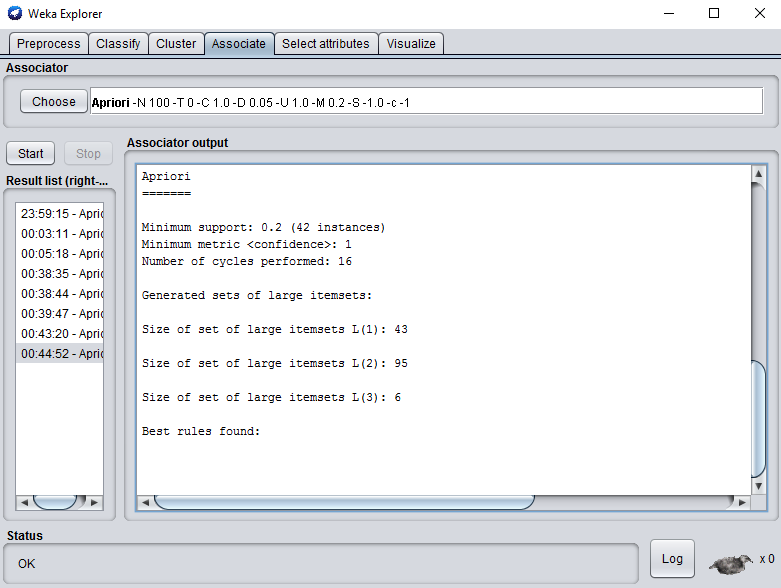 Weka Explorer
Preprocess Classify Cluster Associate Select attributes Visualize
Associator
Choose Apriori -N 100 -T 0 -C 1.0 -D 0.05 -U 1.0 -M 0.2 -S -1.0 -c -1
Start Stop
Result list (right-...
23:59:15 - Aprio
00:03:11 - Aprio
00:05:18 - Aprio
00:38:35 - Aprio
00:38:44 - Aprio
00:39:47 - Aprio
00:43:20 - Aprio
00:44:52 - Aprio
Associator output
Apriori
=======
Minimum support: 0.2 (42 instances)
Minimum metric <confidence>: 1
Number of cycles performed: 16
Generated sets of large itemsets:
Size of set of large itemsets L(1): 43
Size of set of large itemsets L(2): 95
Size of set of large itemsets L(3): 6
Best rules found:
Status
OK
Log
x 0